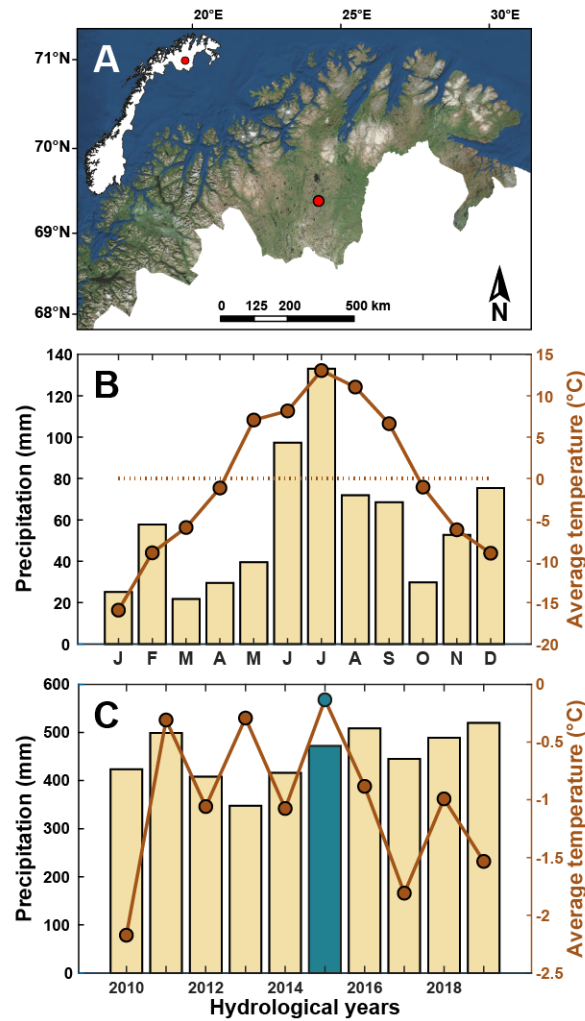 20°E 25°E 30°E
A
71°N
70°N
69°N
68°N
0 125 200 500 km
N
B
Precipitation (mm)
140
120
100
80
60
40
20
0
J F M A M J J A S O N D
15
10
5
0
-5
-10
-15
-20
Average temperature (°C)
C
Precipitation (mm)
600
500
400
300
200
100
0
2010 2012 2014 2016 2018
Hydrological years
0
-0.5
-1
-1.5
-2
-2.5
Average temperature (°C)